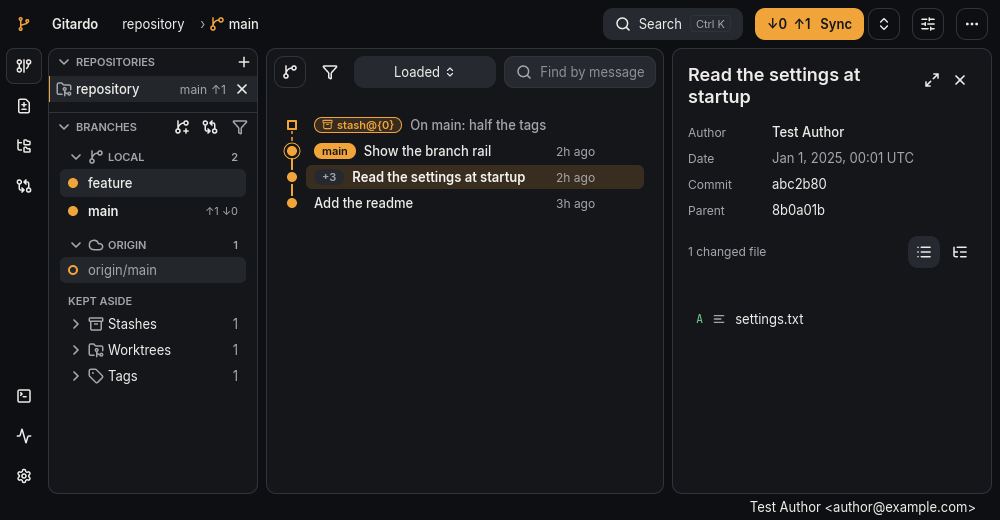 Gitardo repository › main Search Ctrl K ↓0 ↑1 Sync
REPOSITORIES
repository main ↑1
BRANCHES
LOCAL 2
feature
main ↑1 ↓0
ORIGIN 1
origin/main
KEPT ASIDE
Stashes 1
Worktrees 1
Tags 1
Loaded Find by message
stash@{0} On main: half the tags
main Show the branch rail 2h ago
+3 Read the settings at startup 2h ago
Add the readme 3h ago
Read the settings at
startup
Author Test Author
Date Jan 1, 2025, 00:01 UTC
Commit abc2b80
Parent 8b0a01b
1 changed file
A settings.txt
Test Author <author@example.com>